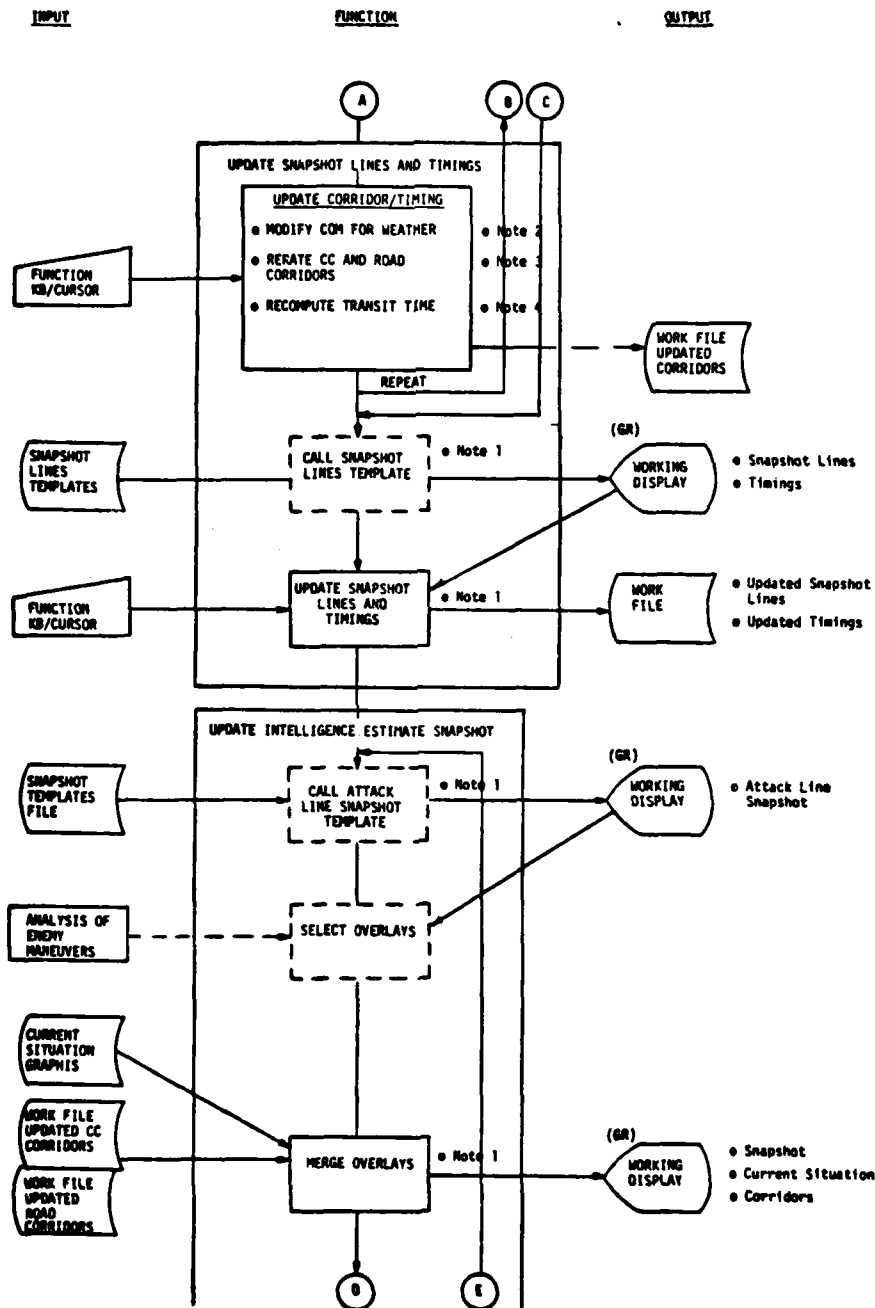 INPUT
FUNCTION
OUTPUT
A
B
C
UPDATE SNAPSHOT LINES AND TIMINGS
UPDATE CORRIDOR/TIMING
● MODIFY COM FOR WEATHER
● Note 2
● RERATE CC AND ROAD
CORRIDORS
● Note 3
● RECOMPUTE TRANSIT TIME
● Note 4
FUNCTION
KB/CURSOR
WORK FILE
UPDATED
CORRIDORS
REPEAT
SNAPSHOT
LINES
TEMPLATES
CALL SNAPSHOT
LINES TEMPLATE
● Note 1
(GR)
WORKING
DISPLAY
● Snapshot Lines
● Timings
FUNCTION
KB/CURSOR
UPDATE SNAPSHOT
LINES AND
TIMINGS
● Note 1
WORK
FILE
● Updated Snapshot
Lines
● Updated Timings
UPDATE INTELLIGENCE ESTIMATE SNAPSHOT
SNAPSHOT
TEMPLATES
FILE
CALL ATTACK
LINE SNAPSHOT
TEMPLATE
● Note 1
(GR)
WORKING
DISPLAY
● Attack Line
Snapshot
ANALYSIS OF
ENEMY
MANEUVERS
SELECT OVERLAYS
CURRENT
SITUATION
GRAPHIS
WORK FILE
UPDATED CC
CORRIDORS
WORK FILE
UPDATED
ROAD
CORRIDORS
MERGE OVERLAYS
● Note 1
(GR)
WORKING
DISPLAY
● Snapshot
● Current Situation
● Corridors
D
E